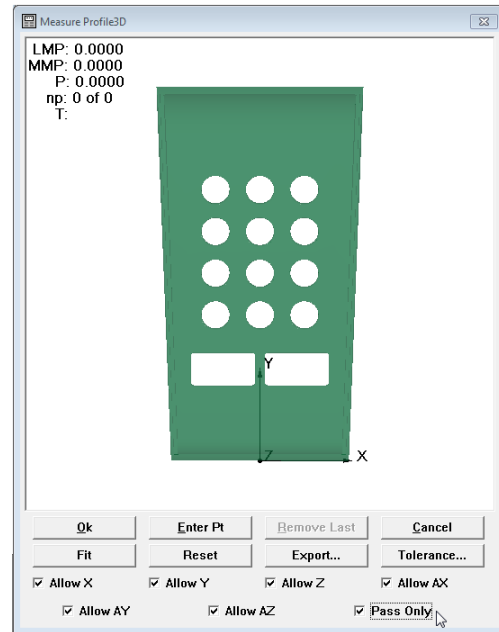 Measure Profile3D
LMP: 0.0000
MMP: 0.0000
P: 0.0000
np: 0 of 0
T:
Y
Z X
Ok Enter Pt Remove Last Cancel
Fit Reset Export... Tolerance...
Allow X Allow Y Allow Z Allow AX
Allow AY Allow AZ Pass Only